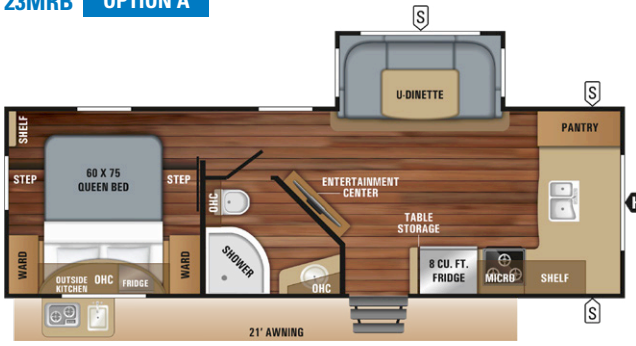 23MRB OPTION A
S
U-DINETTE
S
SHELF
PANTRY
STEP
60 X 75
QUEEN BED
STEP
ENTERTAINMENT
CENTER
OHC
TABLE
STORAGE
SHOWER
WARD
OUTSIDE
KITCHEN
OHC
FRIDGE
WARD
OHC
8 CU. FT.
FRIDGE
MICRO
SHELF
S
21' AWNING